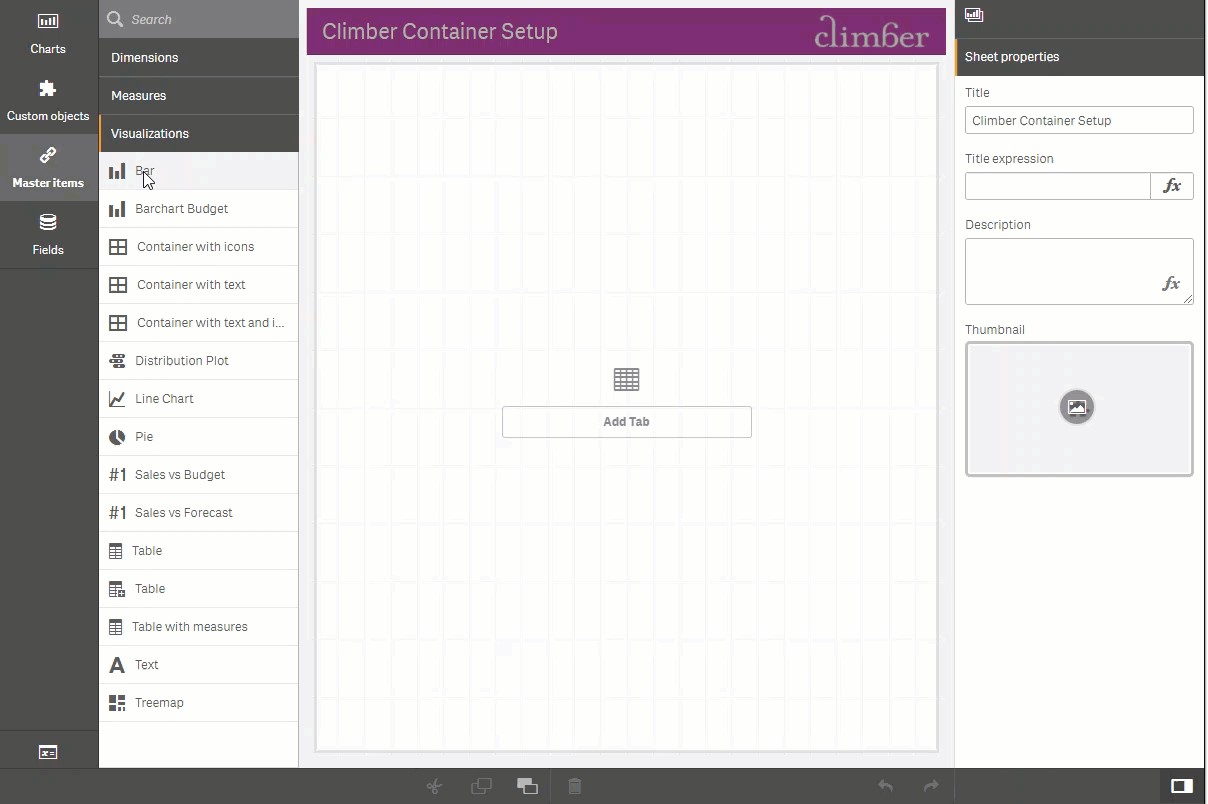 Charts
Custom objects
Master items
Fields
Search
Dimensions
Measures
Visualizations
Bar
Barchart Budget
Container with icons
Container with text
Container with text and i...
Distribution Plot
Line Chart
Pie
#1 Sales vs Budget
#1 Sales vs Forecast
Table
Table
Table with measures
A Text
Treemap
Climber Container Setup
climber
Add Tab
Sheet properties
Title
Climber Container Setup
Title expression
fx
Description
fx
Thumbnail
x=